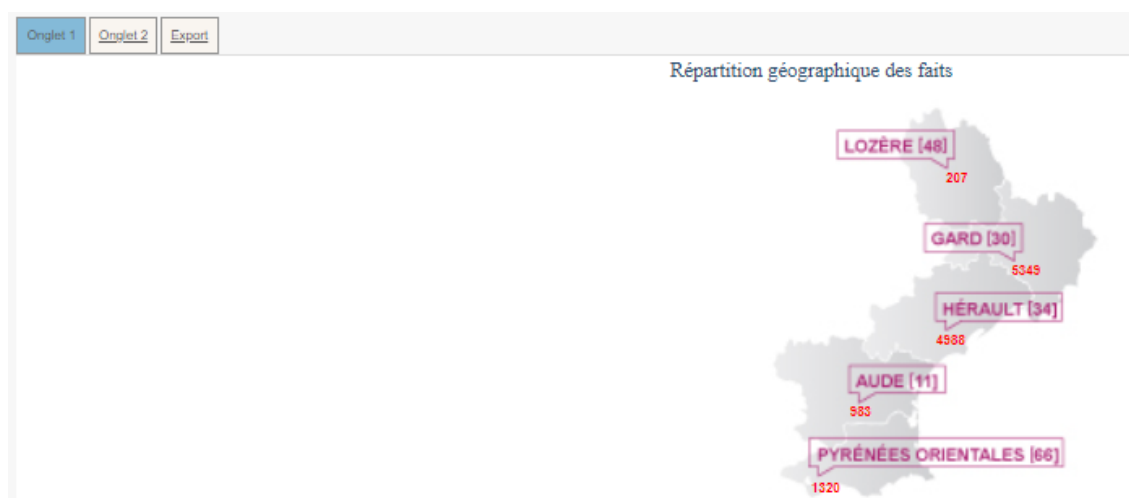 Onglet 1 Onglet 2 Export
Répartition géographique des faits
LOZÈRE [48]
207
GARD [30]
5349
HÉRAULT [34]
4988
AUDE [11]
983
PYRÉNÉES ORIENTALES [66]
1320